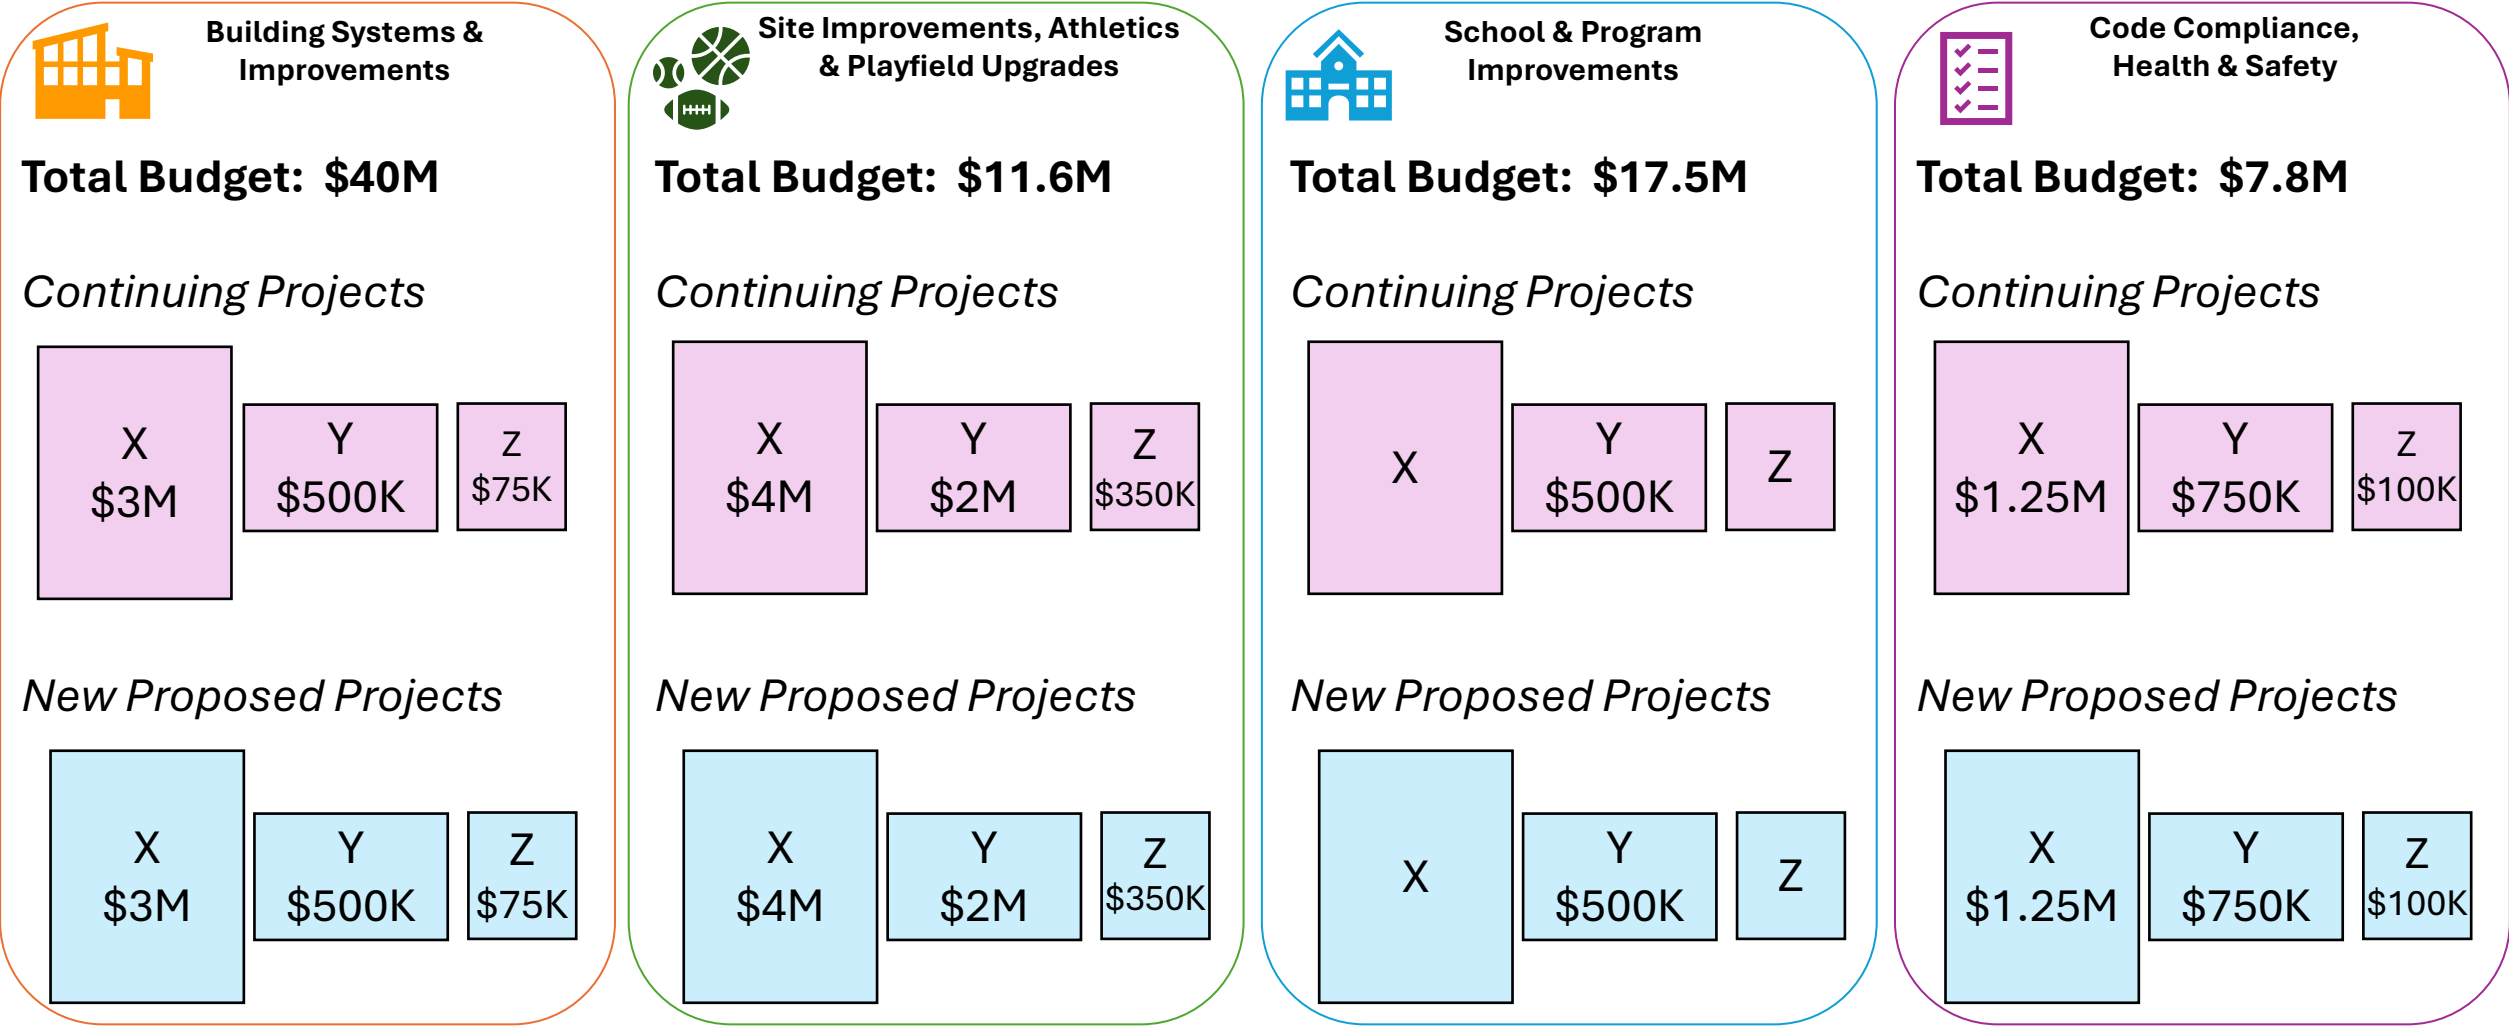 Building Systems &
Improvements
Total Budget: $40M
Continuing Projects
X
$3M
Y
$500K
Z
$75K
New Proposed Projects
X
$3M
Y
$500K
Z
$75K
Site Improvements, Athletics
& Playfield Upgrades
Total Budget: $11.6M
Continuing Projects
X
$4M
Y
$2M
Z
$350K
New Proposed Projects
X
$4M
Y
$2M
Z
$350K
School & Program
Improvements
Total Budget: $17.5M
Continuing Projects
X
Y
$500K
Z
New Proposed Projects
X
Y
$500K
Z
Code Compliance,
Health & Safety
Total Budget: $7.8M
Continuing Projects
X
$1.25M
Y
$750K
Z
$100K
New Proposed Projects
X
$1.25M
Y
$750K
Z
$100K